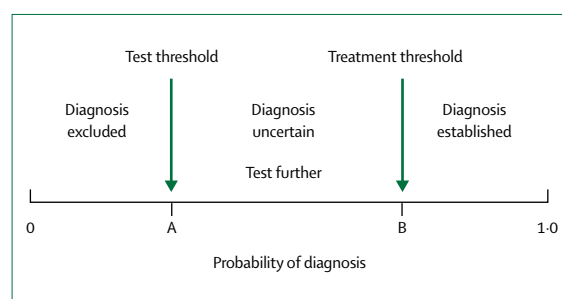 Test threshold
Treatment threshold
Diagnosis
excluded
Diagnosis
uncertain
Diagnosis
established
Test further
0
A
B
1·0
Probability of diagnosis